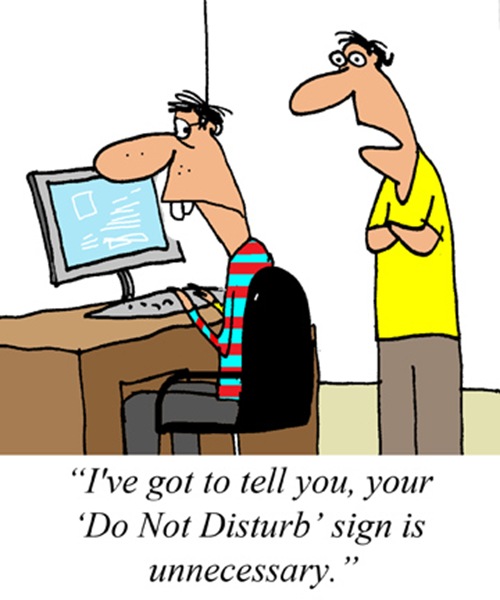 “I've got to tell you, your
‘Do Not Disturb’ sign is
unnecessary.”